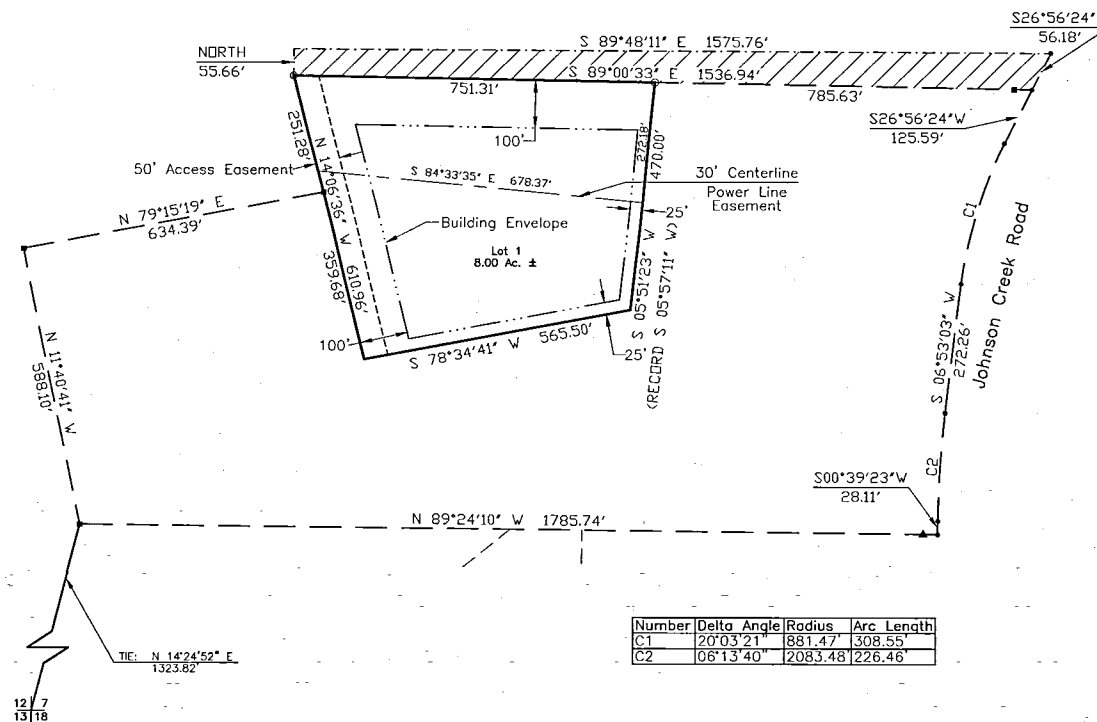 S26°56'24"
56.18'
S 89°48'11" E 1575.76'
NORTH
55.66'
S 89°00'33" E 1536.94'
751.31'
785.63'
S26°56'24"W
125.59'
251.28'
N 14°06'36" W
610.96'
359.68'
100'
272.18'
470.00'
50' Access Easement
S 84°33'35" E 678.37'
30' Centerline
Power Line
Easement
N 79°15'19" E
634.39'
Building Envelope
25'
Lot 1
8.00 Ac. ±
C1
Johnson Creek Road
S 05°51'23" W
(RECORD S 05°57'11" W)
S 06°53'03" W
272.26'
100'
S 78°34'41" W 565.50'
25'
N 11°40'41" W
588.10'
C2
S00°39'23"W
28.11'
N 89°24'10" W 1785.74'
TIE: N 14°24'52" E
1323.82'
Number Delta Angle Radius Arc Length
C1 20°03'21" 881.47' 308.55'
C2 06°13'40" 2083.48' 226.46'
12 7
13 18